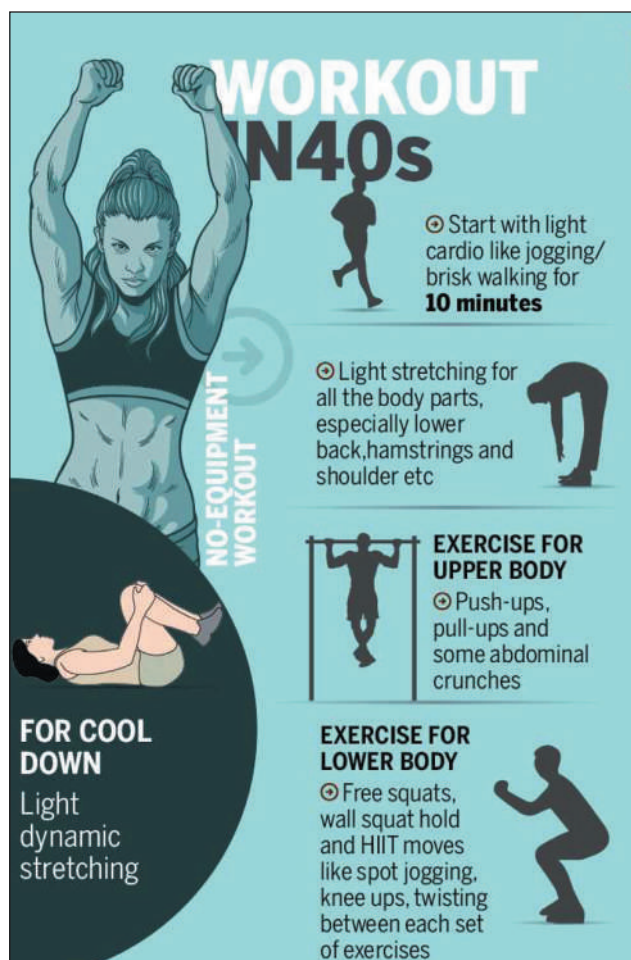 WORKOUT
IN40s
➔ Start with light
cardio like jogging/
brisk walking for
10 minutes
➔ Light stretching for
all the body parts,
especially lower
back,hamstrings and
shoulder etc
NO-EQUIPMENT
WORKOUT
EXERCISE FOR
UPPER BODY
➔ Push-ups,
pull-ups and
some abdominal
crunches
EXERCISE FOR
LOWER BODY
➔ Free squats,
wall squat hold
and HIIT moves
like spot jogging,
knee ups, twisting
between each set
of exercises
FOR COOL
DOWN
Light
dynamic
stretching